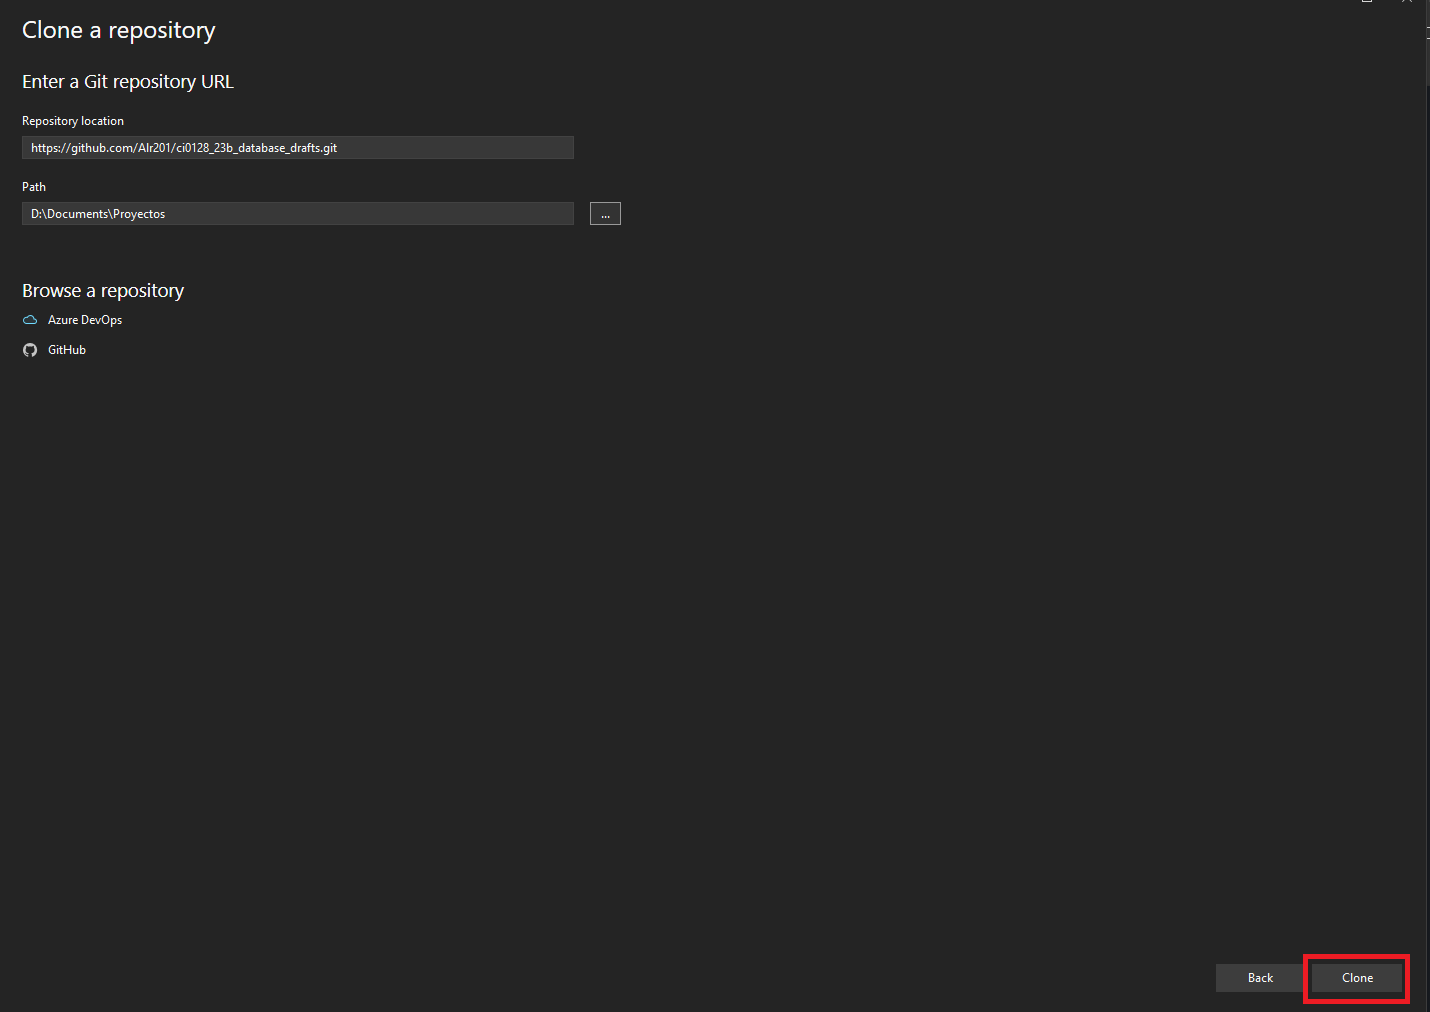 Clone a repository
Enter a Git repository URL
Repository location
https://github.com/Alr201/ci0128_23b_database_drafts.git
Path
D:\Documents\Proyectos
...
Browse a repository
Azure DevOps
GitHub
Back
Clone